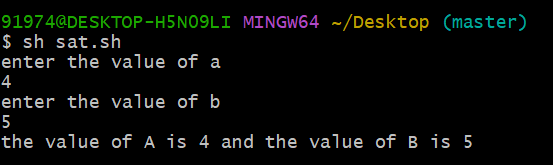 91974@DESKTOP-H5NO9LI MINGW64 ~/Desktop (master)
$ sh sat.sh
enter the value of a
4
enter the value of b
5
the value of A is 4 and the value of B is 5